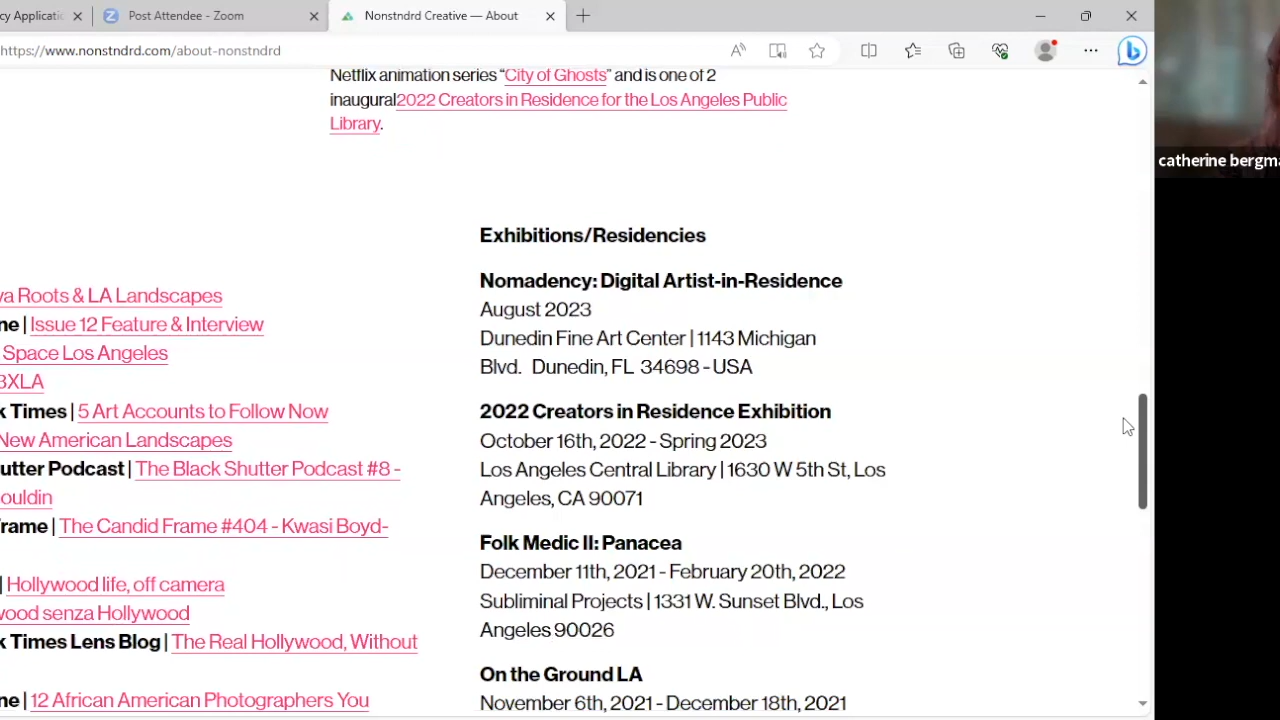 cy Applicati
Post Attendee - Zoom
Nonstndrd Creative — About
https://www.nonstndrd.com/about-nonstndrd
Netflix animation series “City of Ghosts” and is one of 2
inaugural2022 Creators in Residence for the Los Angeles Public
Library.
catherine bergma
ya Roots & LA Landscapes
ne | Issue 12 Feature & Interview
Space Los Angeles
3XLA
k Times | 5 Art Accounts to Follow Now
New American Landscapes
hutter Podcast | The Black Shutter Podcast #8 -
ouldin
Frame | The Candid Frame #404 - Kwasi Boyd-
| Hollywood life, off camera
wood senza Hollywood
k Times Lens Blog | The Real Hollywood, Without
ne | 12 African American Photographers You
Exhibitions/Residencies
Nomadency: Digital Artist-in-Residence
August 2023
Dunedin Fine Art Center | 1143 Michigan
Blvd. Dunedin, FL 34698 - USA
2022 Creators in Residence Exhibition
October 16th, 2022 - Spring 2023
Los Angeles Central Library | 1630 W 5th St, Los
Angeles, CA 90071
Folk Medic II: Panacea
December 11th, 2021 - February 20th, 2022
Subliminal Projects | 1331 W. Sunset Blvd., Los
Angeles 90026
On the Ground LA
November 6th, 2021 - December 18th, 2021